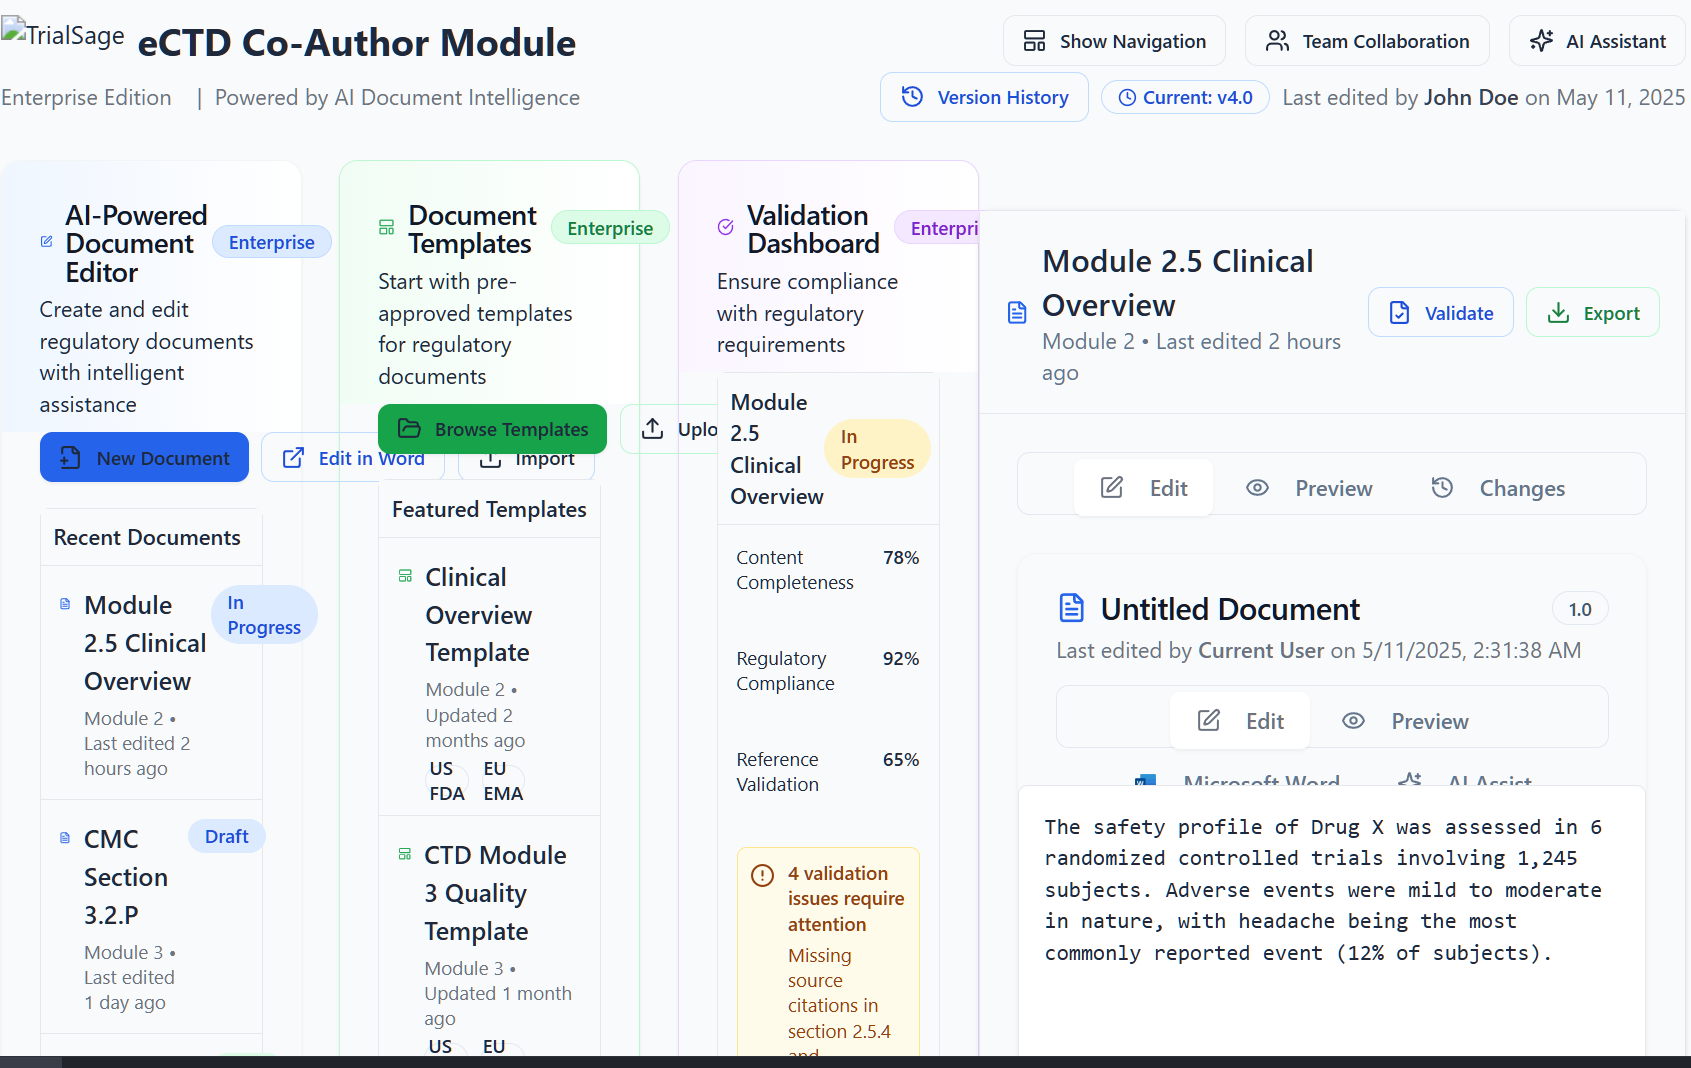 TrialSage
eCTD Co-Author Module
Show Navigation
Team Collaboration
AI Assistant
Enterprise Edition | Powered by AI Document Intelligence
Version History
Current: v4.0
Last edited by John Doe on May 11, 2025
AI-Powered
Document
Editor
Enterprise
Create and edit
regulatory documents
with intelligent
assistance
New Document
Edit in Word
Import
Recent Documents
Module
2.5 Clinical
Overview
In
Progress
Module 2 •
Last edited 2
hours ago
CMC
Section
3.2.P
Draft
Module 3 •
Last edited
1 day ago
Document
Templates
Enterprise
Start with pre-
approved templates
for regulatory
documents
Browse Templates
Uplo
Featured Templates
Clinical
Overview
Template
Module 2 •
Updated 2
months ago
US
FDA
EU
EMA
CTD Module
3 Quality
Template
Module 3 •
Updated 1 month
ago
US
EU
Validation
Dashboard
Enterpri
Ensure compliance
with regulatory
requirements
Module
2.5
Clinical
Overview
In
Progress
Content
Completeness
78%
Regulatory
Compliance
92%
Reference
Validation
65%
4 validation
issues require
attention
Missing
source
citations in
section 2.5.4
and
Module 2.5 Clinical
Overview
Module 2 • Last edited 2 hours
ago
Validate
Export
Edit
Preview
Changes
Untitled Document
1.0
Last edited by Current User on 5/11/2025, 2:31:38 AM
Edit
Preview
Microsoft Word
AI Assist
The safety profile of Drug X was assessed in 6
randomized controlled trials involving 1,245
subjects. Adverse events were mild to moderate
in nature, with headache being the most
commonly reported event (12% of subjects).